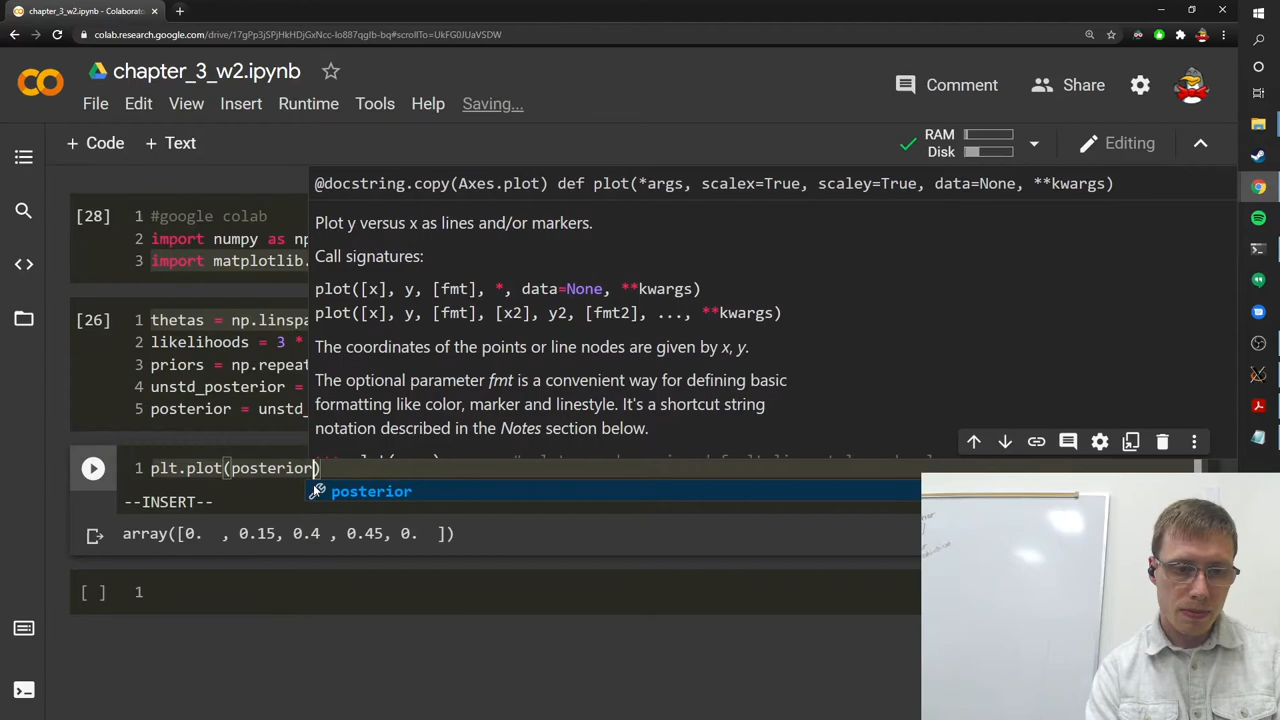 chapter_3_w2.ipynb - Colaborato
colab.research.google.com/drive/17gPp3jSPjHkHDjGxNcc-Io887qgIb-bq#scrollTo=UkFG0JUyEVWS
chapter_3_w2.ipynb
Comment
Share
File Edit View Insert Runtime Tools Help Saving...
+ Code + Text
RAM
Disk
Editing
@docstring.copy(Axes.plot) def plot(*args, scalex=True, scaley=True, data=None, **kwargs)
Plot y versus x as lines and/or markers.
Call signatures:
plot([x], y, [fmt], *, data=None, **kwargs)
plot([x], y, [fmt], [x2], y2, [fmt2], ..., **kwargs)
The coordinates of the points or line nodes are given by x, y.
The optional parameter fmt is a convenient way for defining basic
formatting like color, marker and linestyle. It's a shortcut string
notation described in the Notes section below.
[28] 1 #google colab
2 import numpy as np
3 import matplotlib.
[26] 1 thetas = np.linspa
2 likelihoods = 3 *
3 priors = np.repeat
4 unstd_posterior =
5 posterior = unstd_
1 plt.plot(posterior)
posterior
--INSERT--
array([0. , 0.15, 0.4 , 0.45, 0. ])
[ ] 1